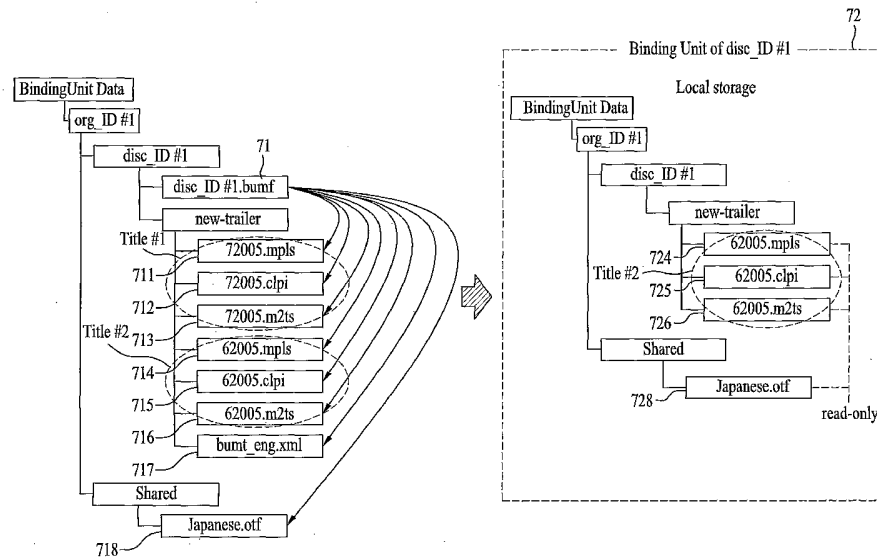 BindingUnit Data
org_ID #1
disc_ID #1
71
disc_ID #1.bumf
new-trailer
Title #1
72005.mpls
711
72005.clpi
712
72005.m2ts
Title #2
713
62005.mpls
714
62005.clpi
715
62005.m2ts
716
bumt_eng.xml
717
Shared
Japanese.otf
718
72
Binding Unit of disc_ID #1
Local storage
BindingUnit Data
org_ID #1
disc_ID #1
new-trailer
62005.mpls
724
Title #2
62005.clpi
725
62005.m2ts
726
Shared
Japanese.otf
728
read-only